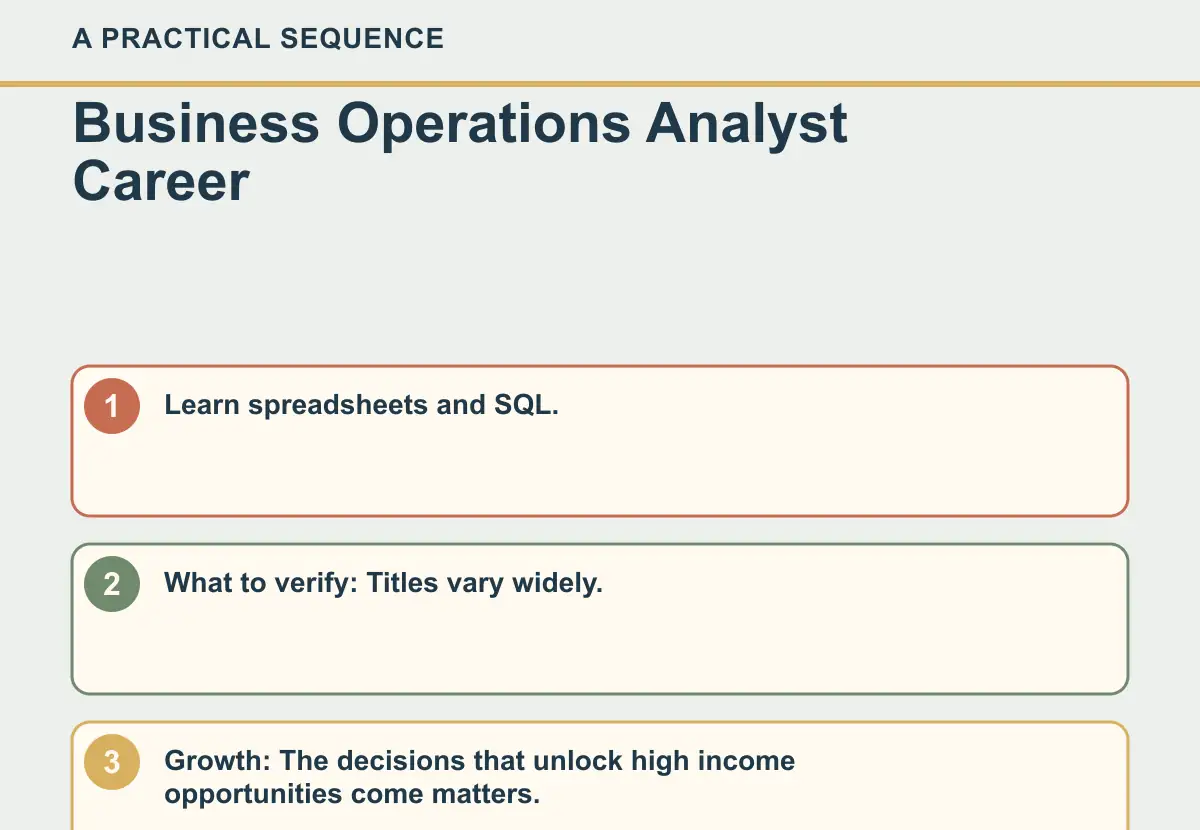 A PRACTICAL SEQUENCE
Business Operations Analyst
Career
1
Learn spreadsheets and SQL.
2
What to verify: Titles vary widely.
3
Growth: The decisions that unlock high income
opportunities come matters.